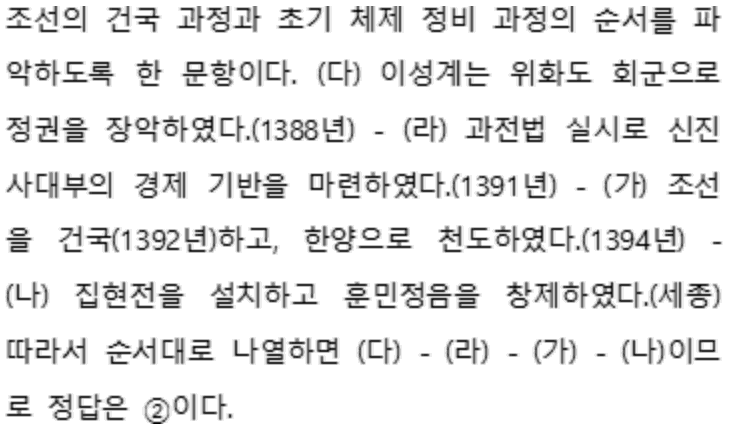 조선의 건국 과정과 초기 체제 정비 과정의 순서를 파
악하도록 한 문항이다. (다) 이성계는 위화도 회군으로
정권을 장악하였다.(1388년) - (라) 과전법 실시로 신진
사대부의 경제 기반을 마련하였다.(1391년) - (가) 조선
을 건국(1392년)하고, 한양으로 천도하였다.(1394년) -
(나) 집현전을 설치하고 훈민정음을 창제하였다.(세종)
따라서 순서대로 나열하면 (다) - (라) - (가) - (나)이므
로 정답은 ②이다.